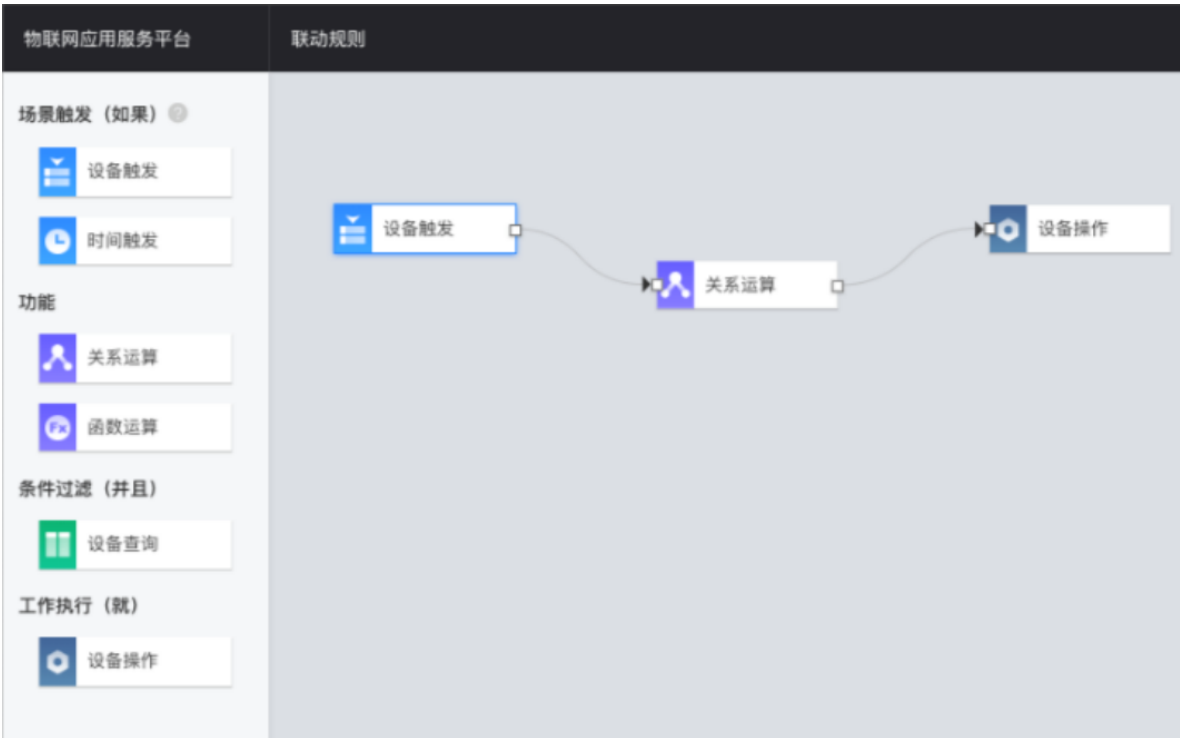 物联网应用服务平台
联动规则
场景触发（如果） ?
设备触发
时间触发
功能
关系运算
Fx 函数运算
条件过滤（并且）
设备查询
工作执行（就）
设备操作
设备触发
关系运算
设备操作